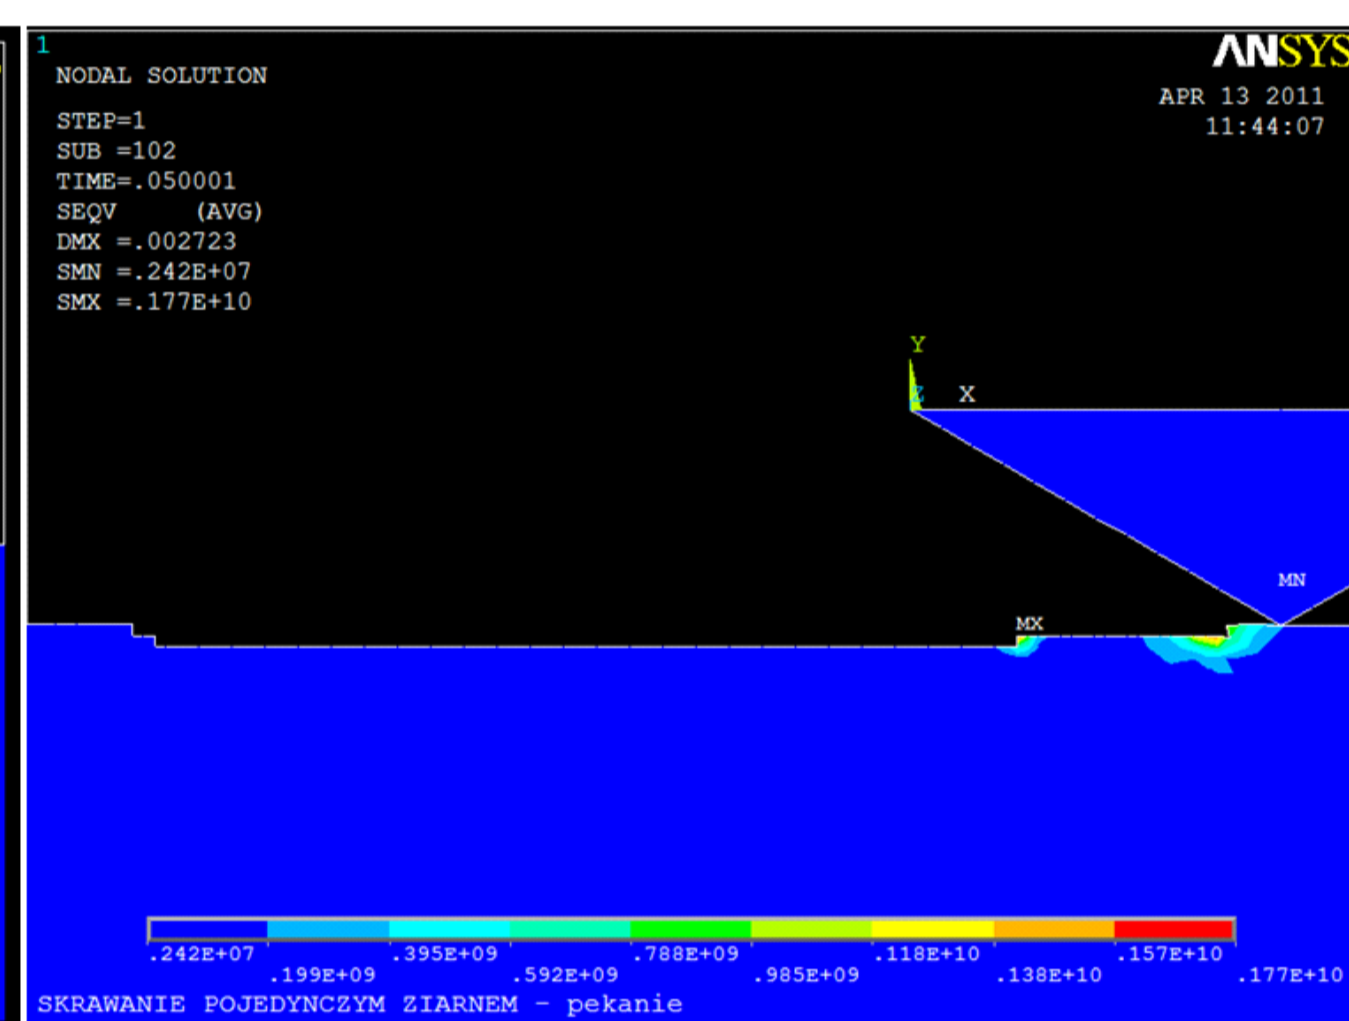 1
ANSYS
NODAL SOLUTION
APR 13 2011
11:44:07
STEP=1
SUB =102
TIME=.050001
SEQV (AVG)
DMX =.002723
SMN =.242E+07
SMX =.177E+10
Y
Z
X
MN
MX
.242E+07 .395E+09 .788E+09 .118E+10 .157E+10
.199E+09 .592E+09 .985E+09 .138E+10 .177E+10
SKRAWANIE POJEDYNCZYM ZIARNEM - pekanie